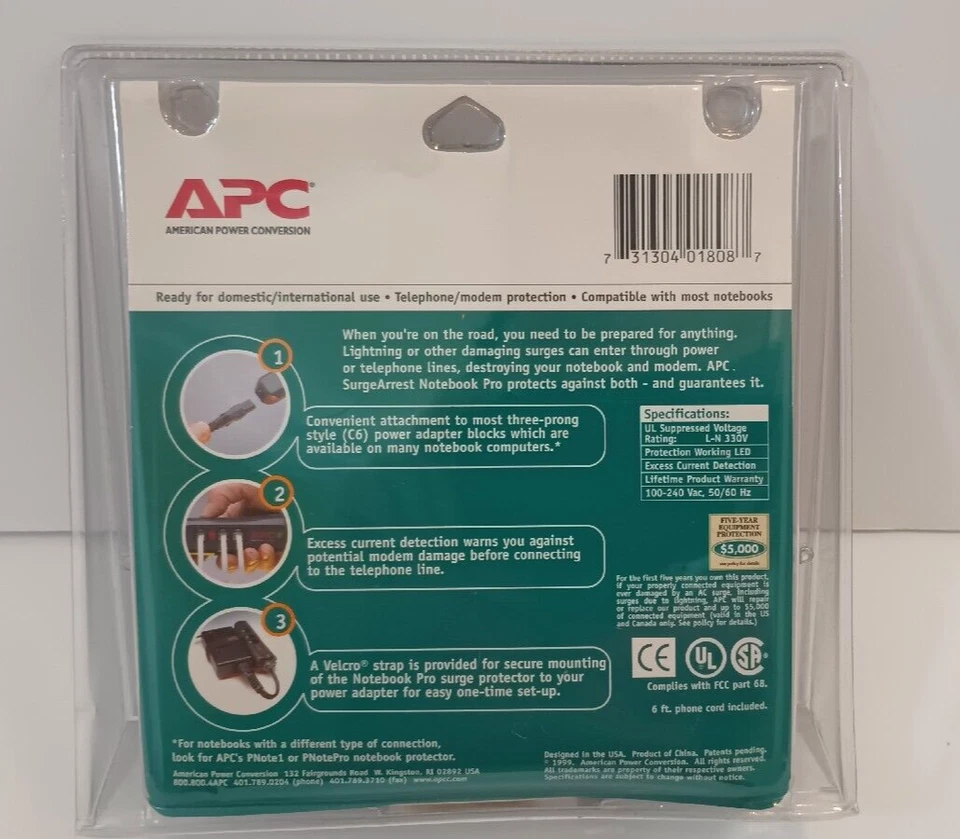 APC®
AMERICAN POWER CONVERSION
7 31304 01808 7
Ready for domestic/international use • Telephone/modem protection • Compatible with most notebooks
When you're on the road, you need to be prepared for anything.
Lightning or other damaging surges can enter through power
or telephone lines, destroying your notebook and modem. APC
SurgeArrest Notebook Pro protects against both - and guarantees it.
1
Convenient attachment to most three-prong
style (C6) power adapter blocks which are
available on many notebook computers.*
2
Excess current detection warns you against
potential modem damage before connecting
to the telephone line.
3
A Velcro® strap is provided for secure mounting
of the Notebook Pro surge protector to your
power adapter for easy one-time set-up.
Specifications:
UL Suppressed Voltage
Rating: L-N 330V
Protection Working LED
Excess Current Detection
Lifetime Product Warranty
100-240 Vac, 50/60 Hz
FIVE-YEAR
EQUIPMENT
PROTECTION
$5,000
see policy for details
For the first five years you own this product,
if your properly connected equipment is
ever damaged by an AC surge, including
surges due to lightning, APC will repair
or replace our product and up to $5,000
of connected equipment (valid in the US
and Canada only. See policy for details.)
CE UL SA
Complies with FCC part 68.
6 ft. phone cord included.
*For notebooks with a different type of connection,
look for APC's PNote1 or PNotePro notebook protector.
American Power Conversion 132 Fairgrounds Road W. Kingston, RI 02892 USA
800.800.4APC 401.789.0204 (phone) 401.789.3710 (fax) www.apcc.com
Designed in the USA. Product of China. Patents pending.
© 1999. American Power Conversion. All rights reserved.
All trademarks are property of their respective owners.
Specifications are subject to change without notice.